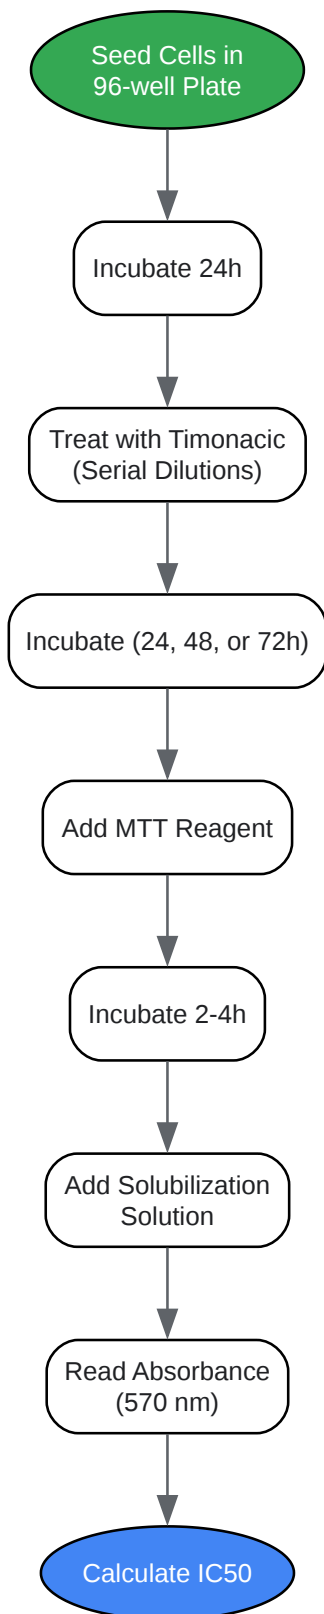 Seed Cells in
96-well Plate
Incubate 24h
Treat with Timonacic
(Serial Dilutions)
Incubate (24, 48, or 72h)
Add MTT Reagent
Incubate 2-4h
Add Solubilization
Solution
Read Absorbance
(570 nm)
Calculate IC50